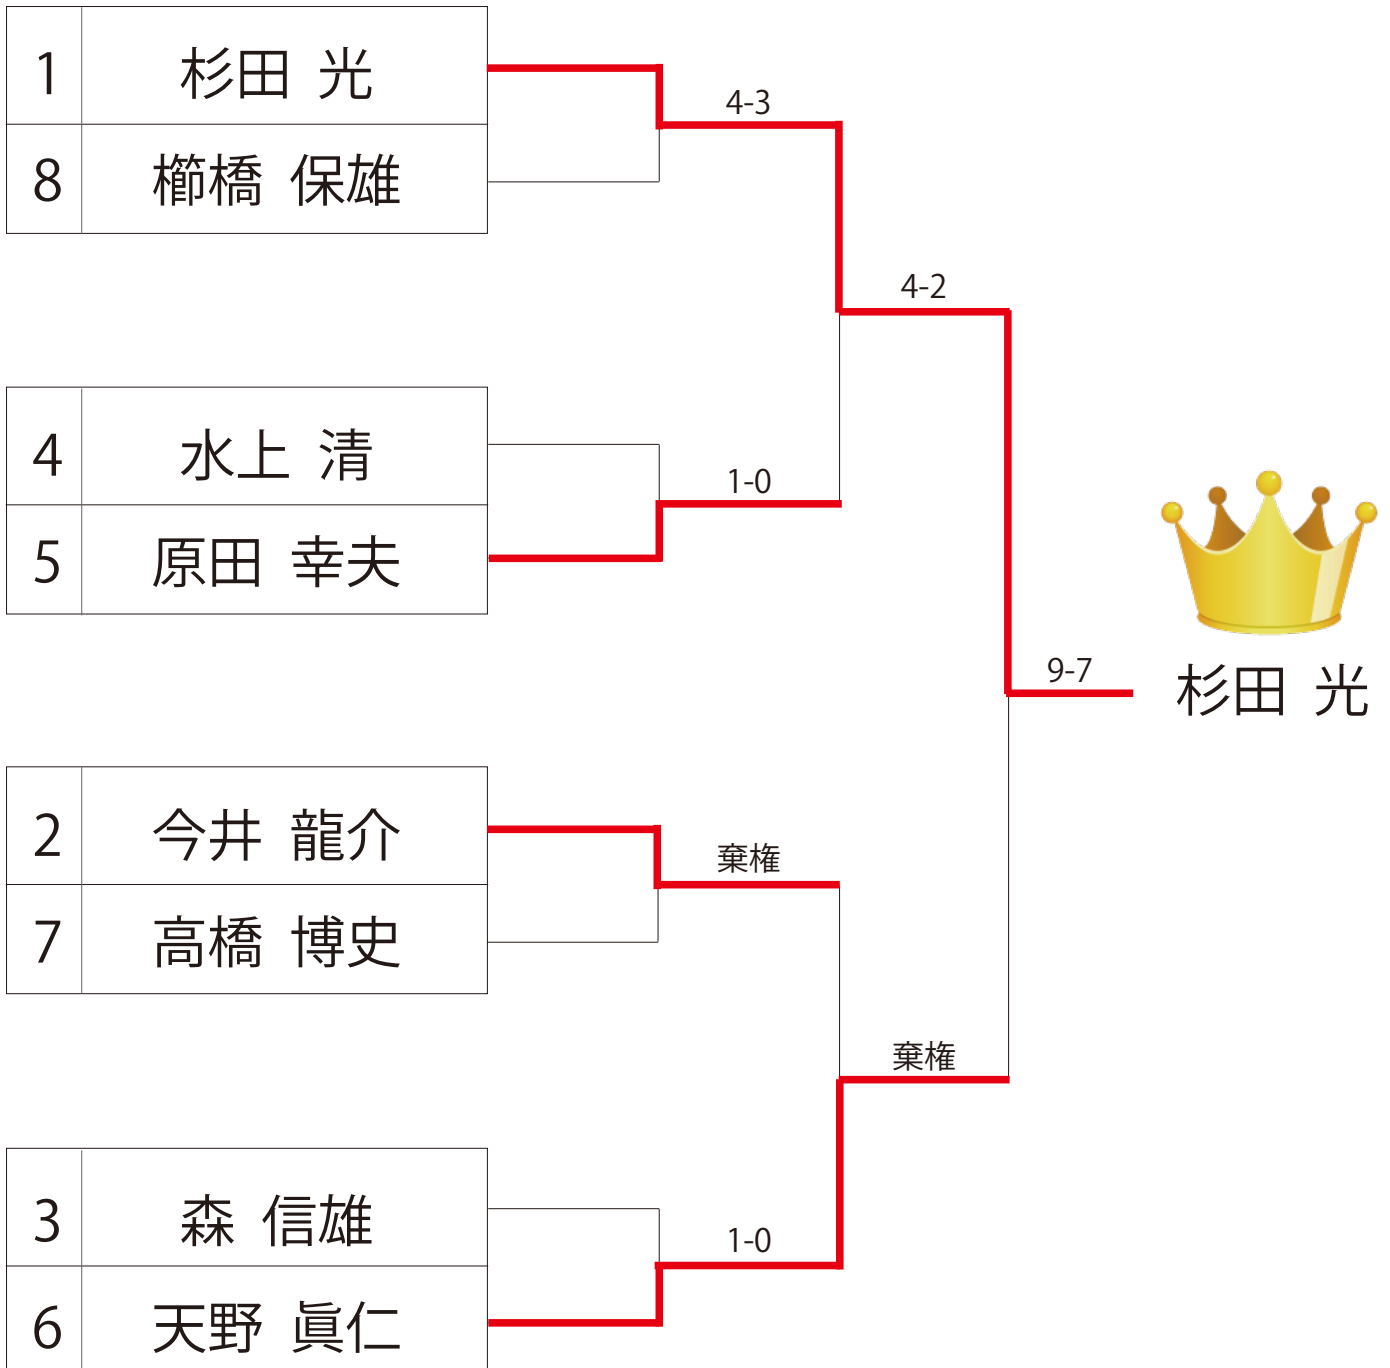 1 杉田 光
4-3
8 櫛橋 保雄
4-2
4 水上 清
1-0
5 原田 幸夫
9-7
杉田 光
2 今井 龍介
棄権
7 高橋 博史
棄権
3 森 信雄
1-0
6 天野 眞仁